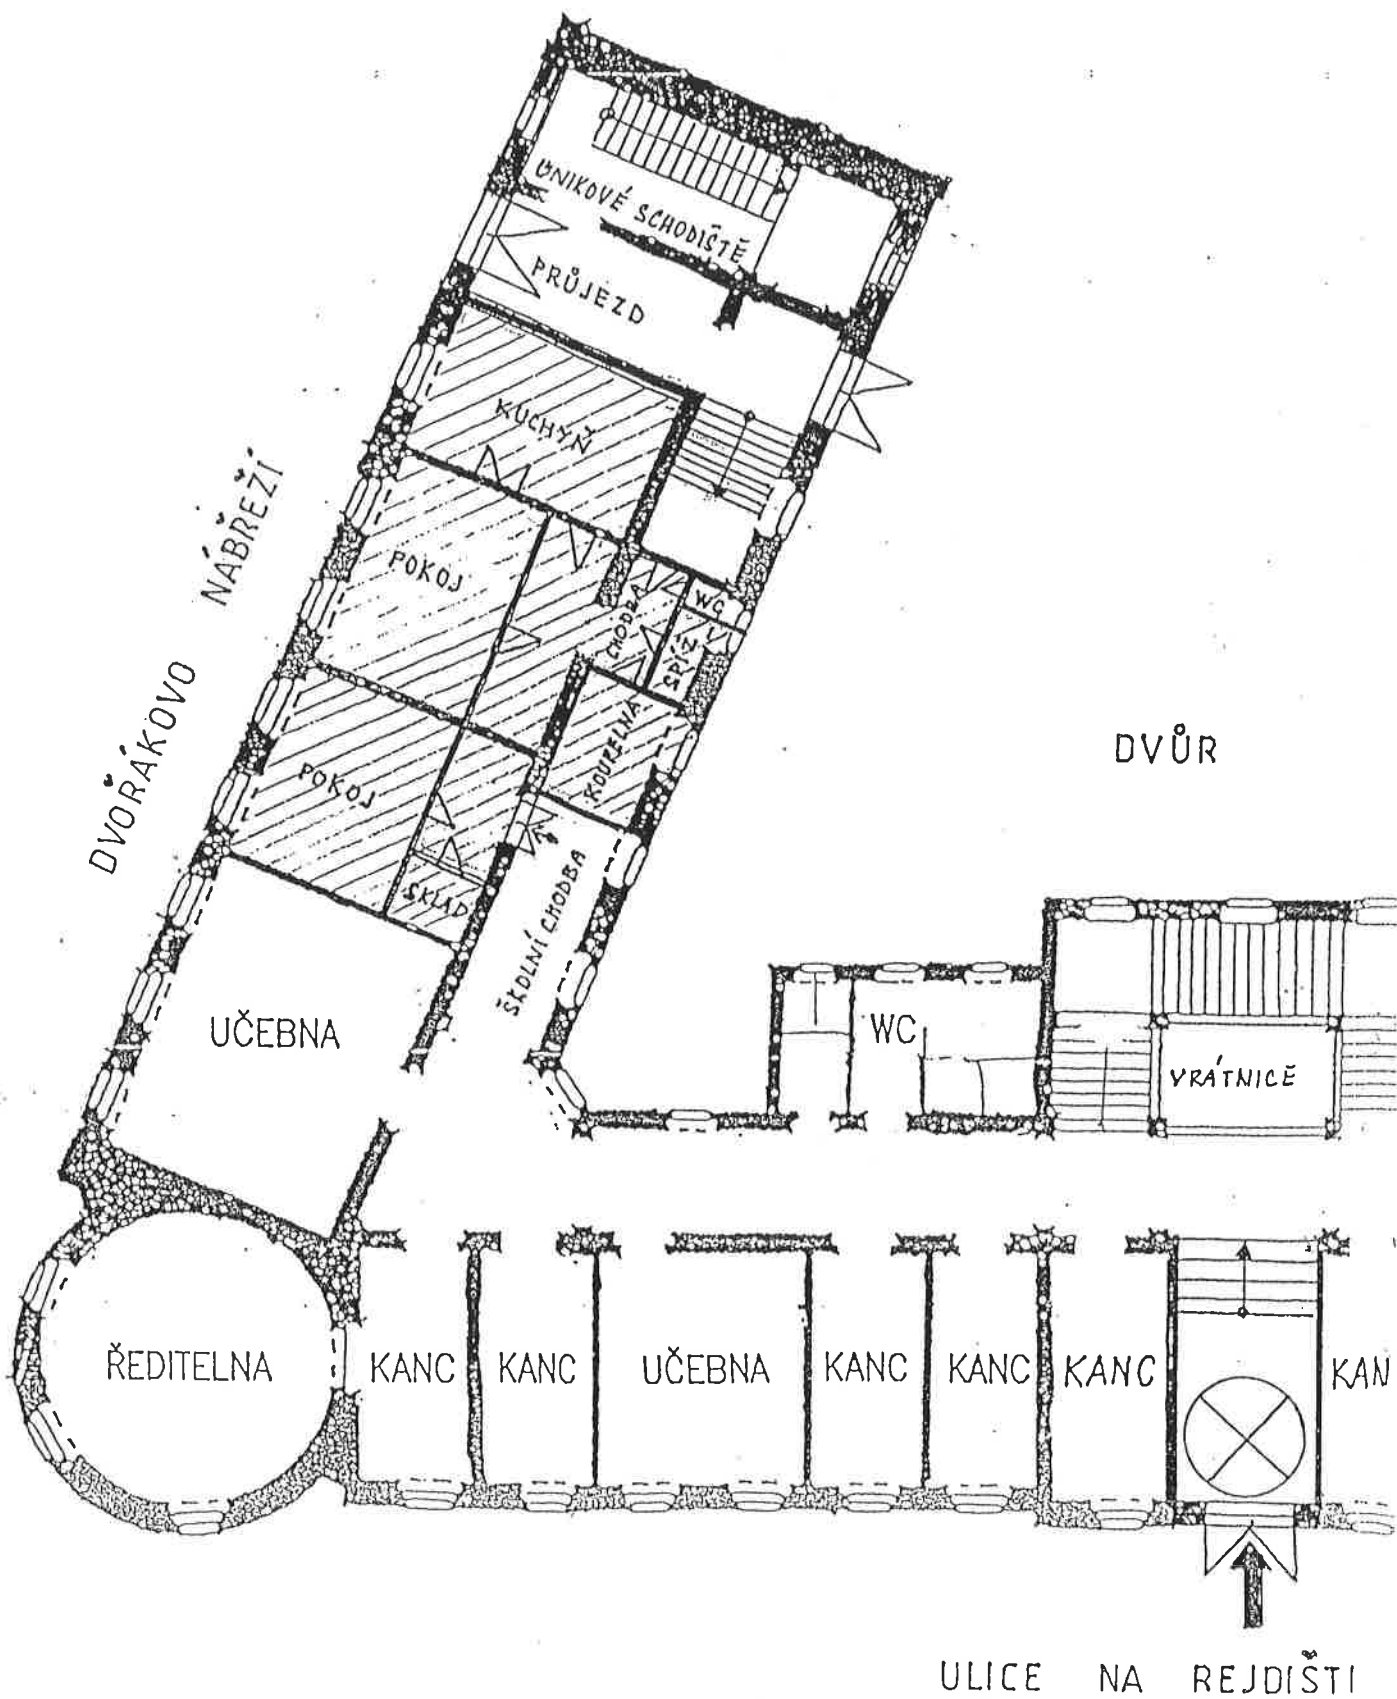 ÚNIKOVÉ SCHODIŠTĚ
PRŮJEZD
KUCHYŇ
POKOJ
CHODBA
WC
SPÍŽ
KOUPELNA
POKOJ
SKLAD
ŠKOLNÍ CHODBA
DVOŘÁKOVO NÁBŘEŽÍ
DVŮR
UČEBNA
WC
VRÁTNICE
ŘEDITELNA
KANC
KANC
UČEBNA
KANC
KANC
KANC
KAN
ULICE NA REJDIŠTI